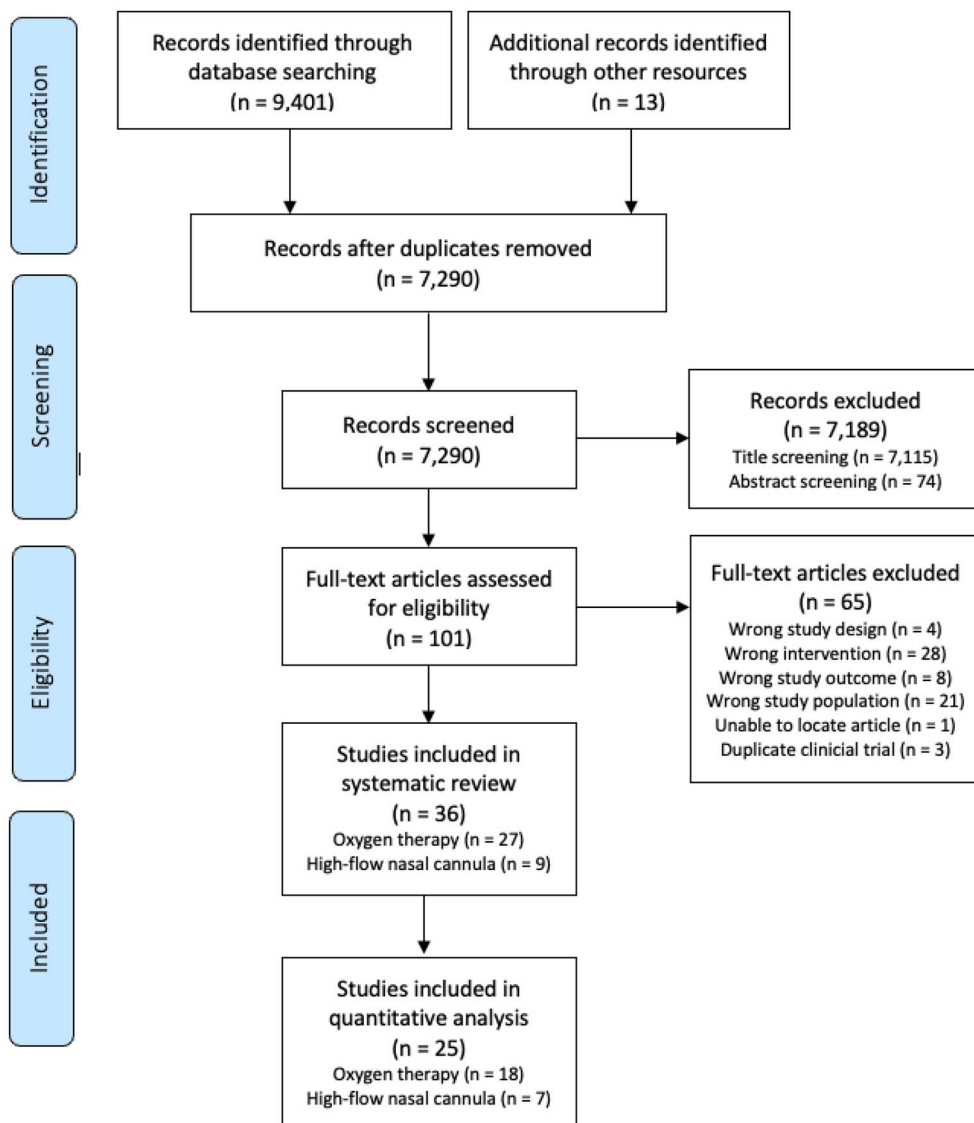 Identification
Records identified through
database searching
(n = 9,401)
Additional records identified
through other resources
(n = 13)
Records after duplicates removed
(n = 7,290)
Screening
Records screened
(n = 7,290)
Records excluded
(n = 7,189)
Title screening (n = 7,115)
Abstract screening (n = 74)
Eligibility
Full-text articles assessed
for eligibility
(n = 101)
Full-text articles excluded
(n = 65)
Wrong study design (n = 4)
Wrong intervention (n = 28)
Wrong study outcome (n = 8)
Wrong study population (n = 21)
Unable to locate article (n = 1)
Duplicate clinicial trial (n = 3)
Studies included in
systematic review
(n = 36)
Oxygen therapy (n = 27)
High-flow nasal cannula (n = 9)
Included
Studies included in
quantitative analysis
(n = 25)
Oxygen therapy (n = 18)
High-flow nasal cannula (n = 7)